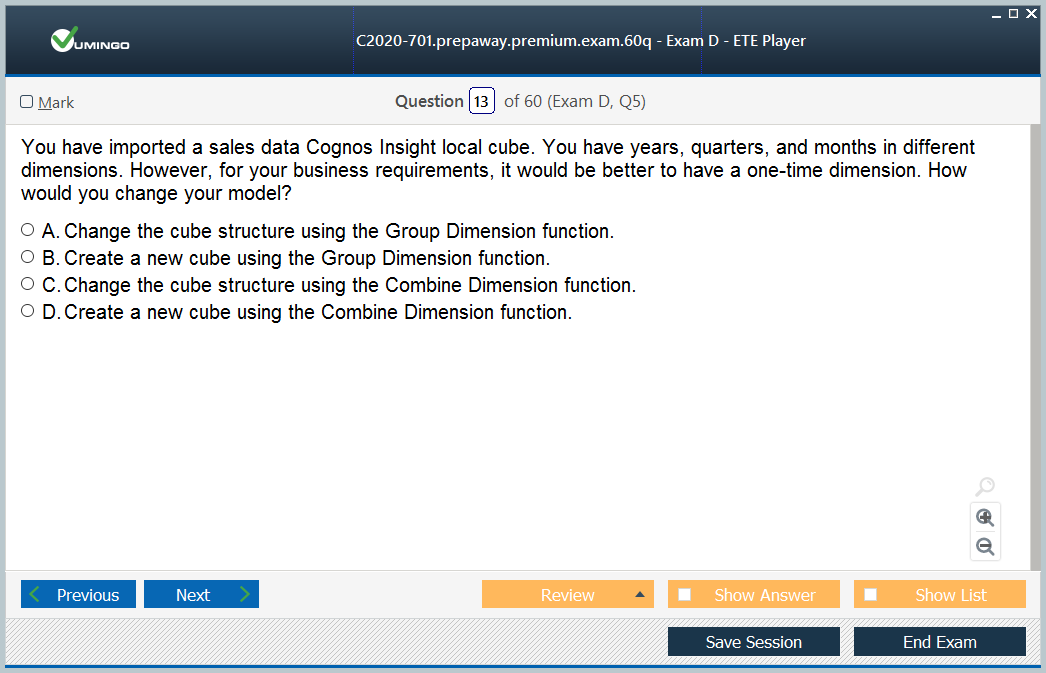 VUMINGO
C2020-701.prepaway.premium.exam.60q - Exam D - ETE Player
Mark
Question 13 of 60 (Exam D, Q5)
You have imported a sales data Cognos Insight local cube. You have years, quarters, and months in different
dimensions. However, for your business requirements, it would be better to have a one-time dimension. How
would you change your model?
A. Change the cube structure using the Group Dimension function.
B. Create a new cube using the Group Dimension function.
C. Change the cube structure using the Combine Dimension function.
D. Create a new cube using the Combine Dimension function.
Previous
Next
Review
Show Answer
Show List
Save Session
End Exam